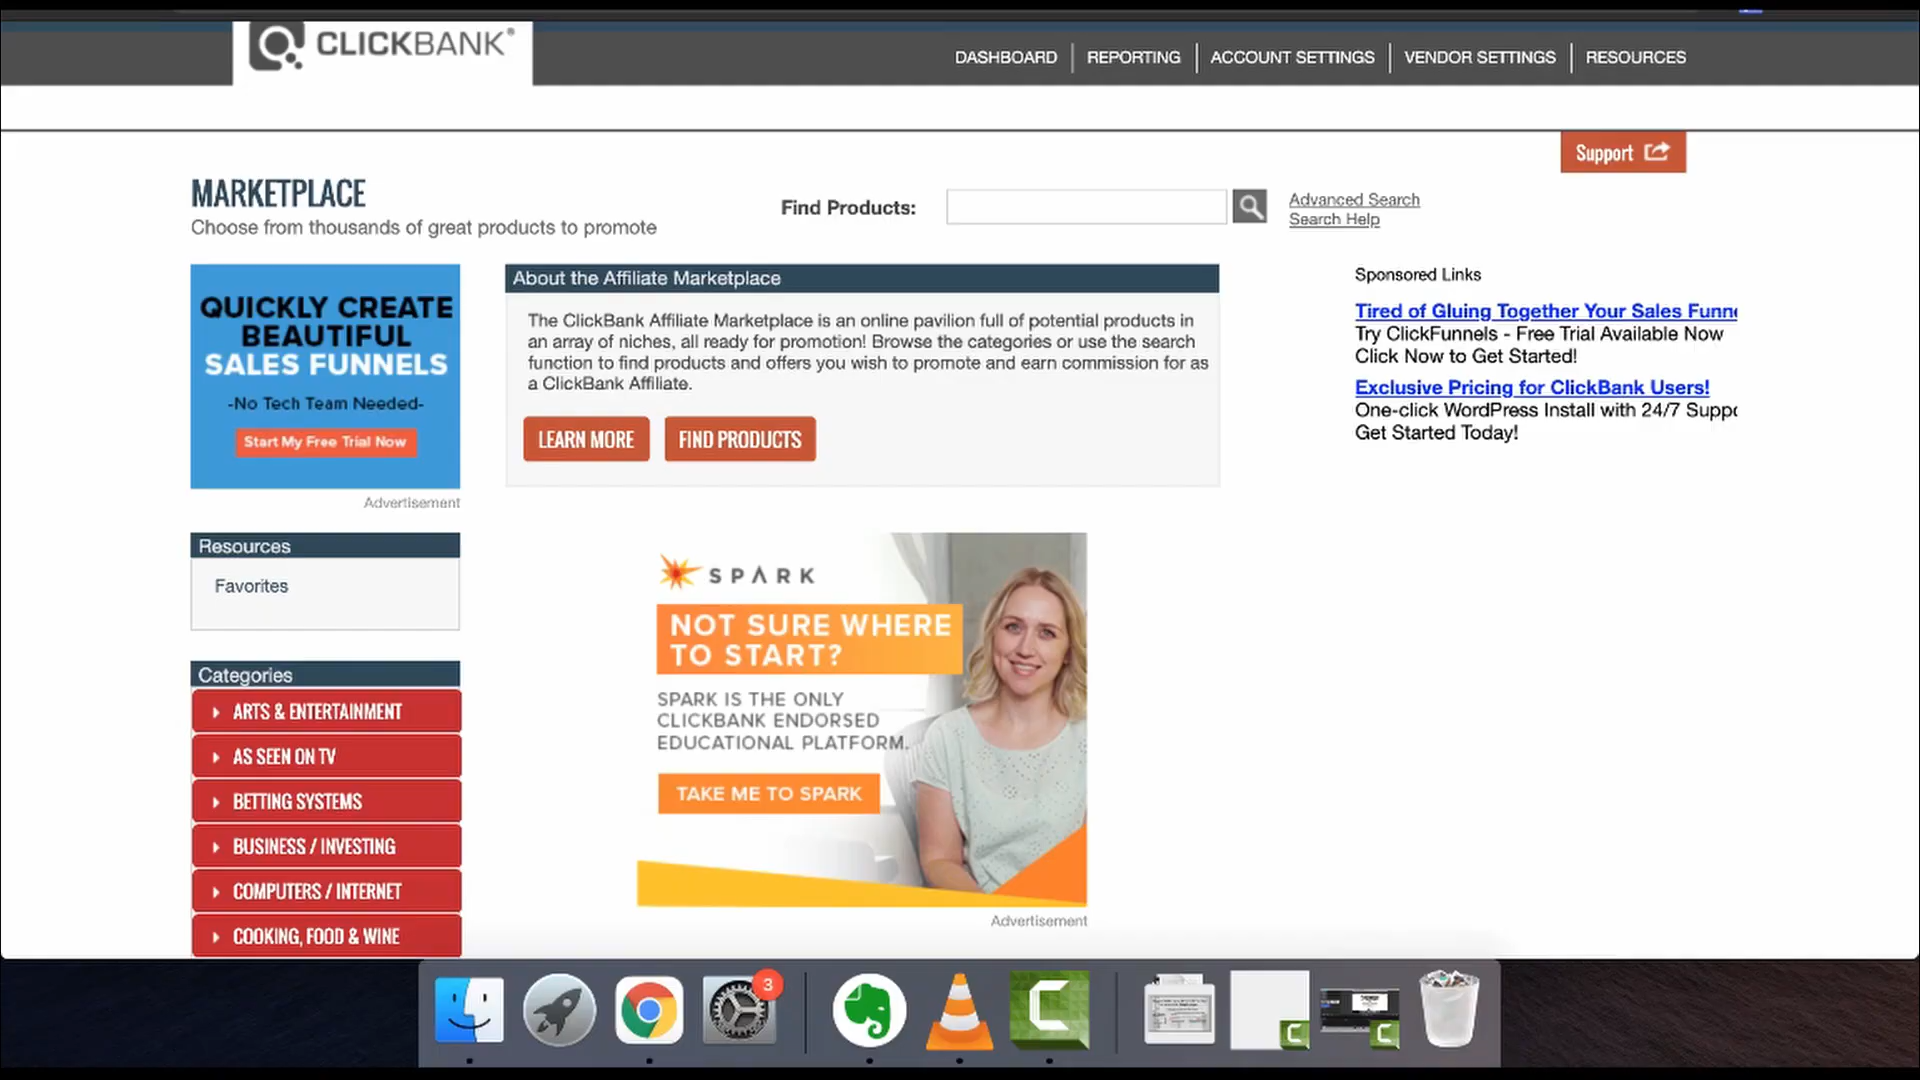 CLICKBANK®
DASHBOARD
REPORTING
ACCOUNT SETTINGS
VENDOR SETTINGS
RESOURCES
Support
MARKETPLACE
Choose from thousands of great products to promote
Find Products:
Advanced Search
Search Help
QUICKLY CREATE
BEAUTIFUL
SALES FUNNELS
-No Tech Team Needed-
Start My Free Trial Now
Advertisement
About the Affiliate Marketplace
The ClickBank Affiliate Marketplace is an online pavilion full of potential products in
an array of niches, all ready for promotion! Browse the categories or use the search
function to find products and offers you wish to promote and earn commission for as
a ClickBank Affiliate.
LEARN MORE
FIND PRODUCTS
Sponsored Links
Tired of Gluing Together Your Sales Funn
Try ClickFunnels - Free Trial Available Now
Click Now to Get Started!
Exclusive Pricing for ClickBank Users!
One-click WordPress Install with 24/7 Supp
Get Started Today!
Resources
Favorites
Categories
ARTS & ENTERTAINMENT
AS SEEN ON TV
BETTING SYSTEMS
BUSINESS / INVESTING
COMPUTERS / INTERNET
COOKING, FOOD & WINE
SPARK
NOT SURE WHERE
TO START?
SPARK IS THE ONLY
CLICKBANK ENDORSED
EDUCATIONAL PLATFORM.
TAKE ME TO SPARK
Advertisement
3